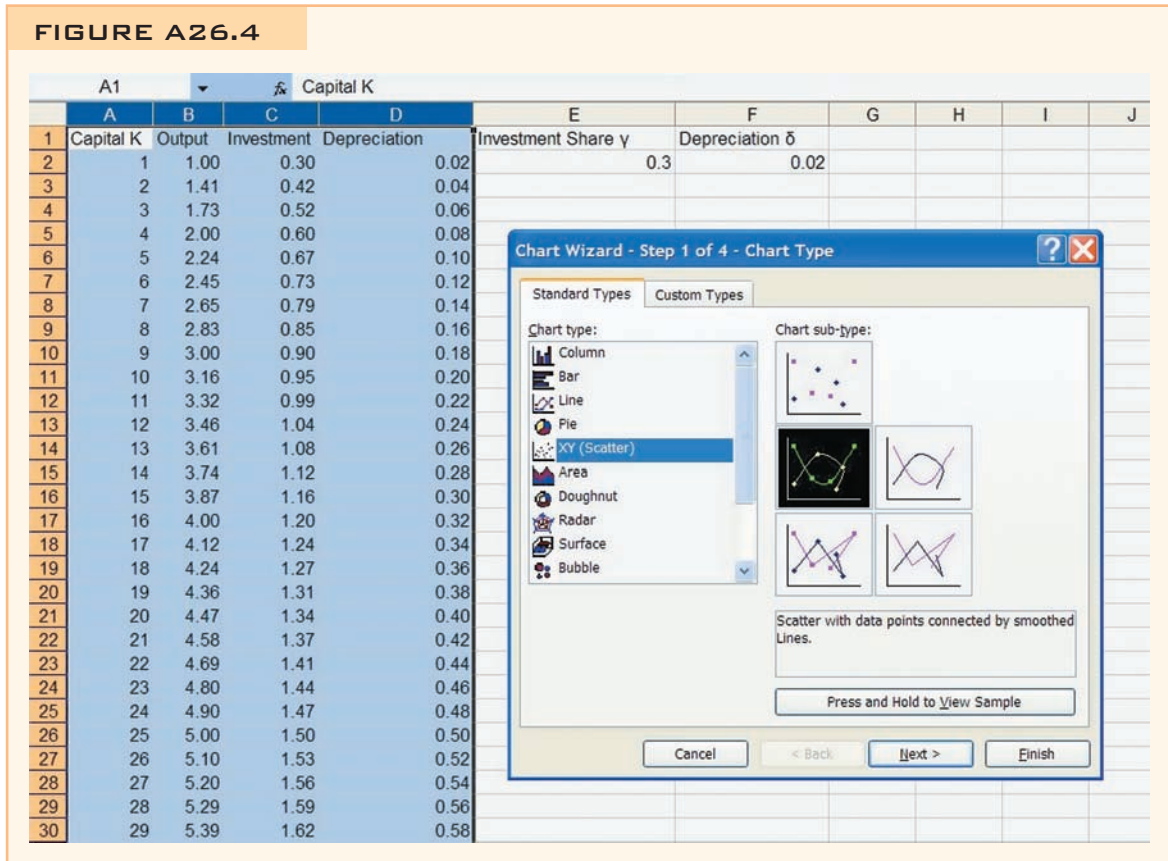 FIGURE A26.4
A1 fx Capital K
A B C D E F G H I J
1 Capital K Output Investment Depreciation Investment Share γ Depreciation δ
2 1 1.00 0.30 0.02 0.3 0.02
3 2 1.41 0.42 0.04
4 3 1.73 0.52 0.06
5 4 2.00 0.60 0.08
6 5 2.24 0.67 0.10
7 6 2.45 0.73 0.12
8 7 2.65 0.79 0.14
9 8 2.83 0.85 0.16
10 9 3.00 0.90 0.18
11 10 3.16 0.95 0.20
12 11 3.32 0.99 0.22
13 12 3.46 1.04 0.24
14 13 3.61 1.08 0.26
15 14 3.74 1.12 0.28
16 15 3.87 1.16 0.30
17 16 4.00 1.20 0.32
18 17 4.12 1.24 0.34
19 18 4.24 1.27 0.36
20 19 4.36 1.31 0.38
21 20 4.47 1.34 0.40
22 21 4.58 1.37 0.42
23 22 4.69 1.41 0.44
24 23 4.80 1.44 0.46
25 24 4.90 1.47 0.48
26 25 5.00 1.50 0.50
27 26 5.10 1.53 0.52
28 27 5.20 1.56 0.54
29 28 5.29 1.59 0.56
30 29 5.39 1.62 0.58
Chart Wizard - Step 1 of 4 - Chart Type
Standard Types Custom Types
Chart type:
Column
Bar
Line
Pie
XY (Scatter)
Area
Doughnut
Radar
Surface
Bubble
Chart sub-type:
Scatter with data points connected by smoothed
Lines.
Press and Hold to View Sample
Cancel < Back Next > Finish